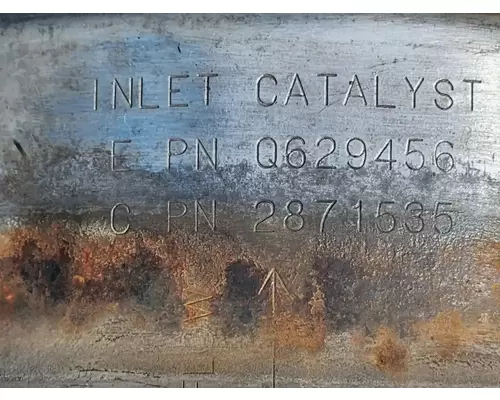 INLET CATALYST
E PN Q629456
C PN 2871535